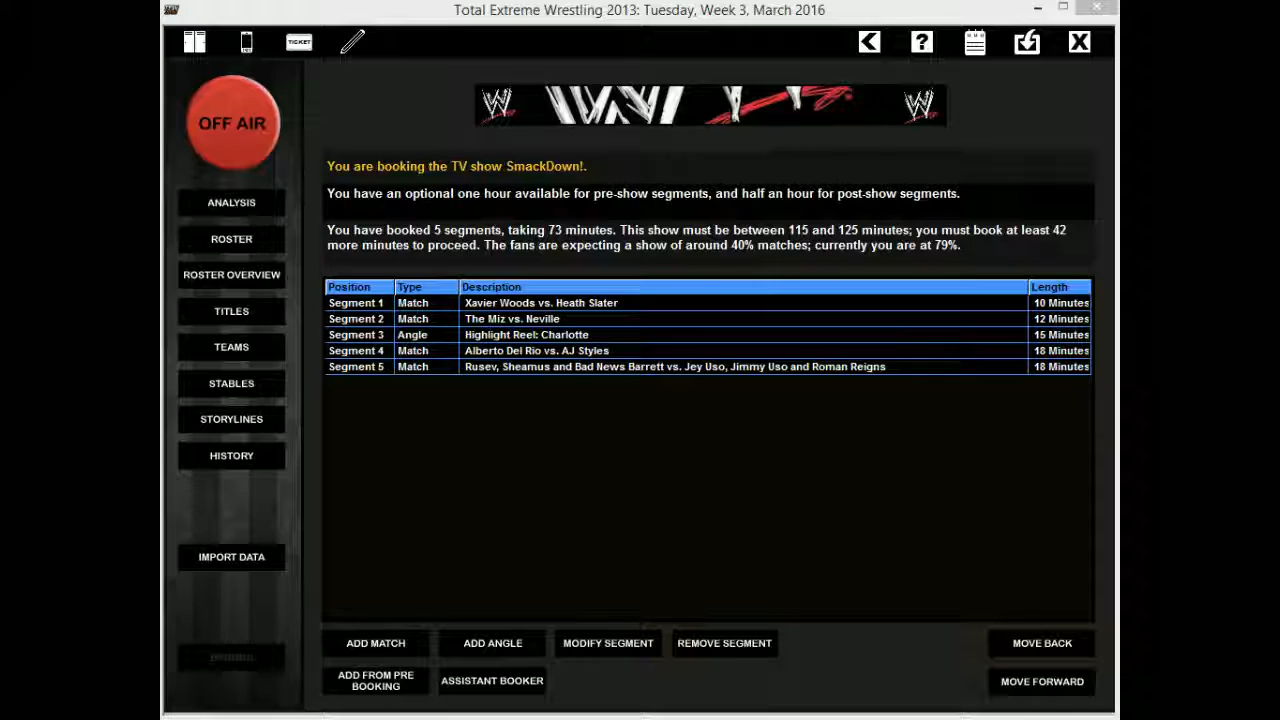 Total Extreme Wrestling 2013: Tuesday, Week 3, March 2016
TICKET
?
X
OFF AIR
You are booking the TV show SmackDown!.
You have an optional one hour available for pre-show segments, and half an hour for post-show segments.
You have booked 5 segments, taking 73 minutes. This show must be between 115 and 125 minutes; you must book at least 42
more minutes to proceed. The fans are expecting a show of around 40% matches; currently you are at 79%.
ANALYSIS
ROSTER
ROSTER OVERVIEW
TITLES
TEAMS
STABLES
STORYLINES
HISTORY
IMPORT DATA
Position Type Description Length
Segment 1 Match Xavier Woods vs. Heath Slater 10 Minutes
Segment 2 Match The Miz vs. Neville 12 Minutes
Segment 3 Angle Highlight Reel: Charlotte 15 Minutes
Segment 4 Match Alberto Del Rio vs. AJ Styles 18 Minutes
Segment 5 Match Rusev, Sheamus and Bad News Barrett vs. Jey Uso, Jimmy Uso and Roman Reigns 18 Minutes
ADD MATCH ADD ANGLE MODIFY SEGMENT REMOVE SEGMENT MOVE BACK
ADD FROM PRE
BOOKING
ASSISTANT BOOKER
MOVE FORWARD